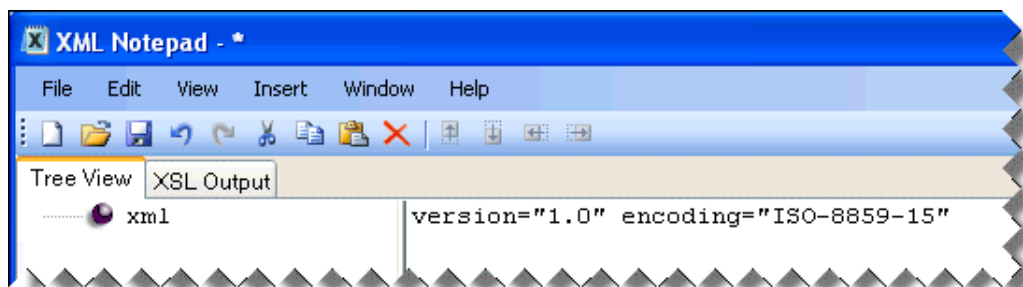 XML Notepad - *
File Edit View Insert Window Help
Tree View XSL Output
xml version="1.0" encoding="ISO-8859-15"